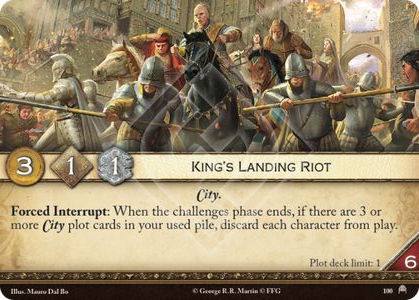 3 1 1 KING'S LANDING RIOT
City.
Forced Interrupt: When the challenges phase ends, if there are 3 or
more City plot cards in your used pile, discard each character from play.
Plot deck limit: 1
6
Illus. Mauro Dal Bo © George R. R. Martin © FFG 100